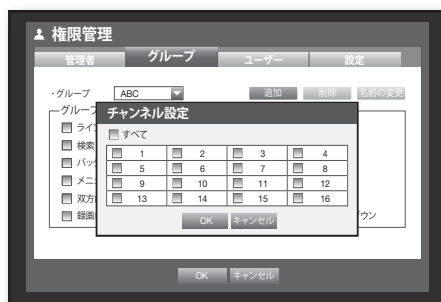 権限管理
管理者 グループ ユーザー 設定
・グループ ABC 追加 削除 名前の変更
グループ
チャンネル設定
すべて
1 2 3 4
5 6 7 8
9 10 11 12
13 14 15 16
OK キャンセル
検索
メニ
双方
録画
ウン
OK キャンセル